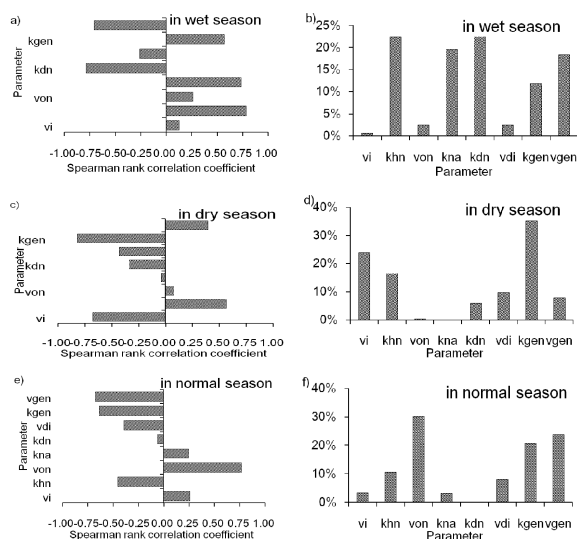 a)
in wet season
kgen
kdn
von
vi
Parameter
-1.00-0.75-0.50-0.25 0.00 0.25 0.50 0.75 1.00
Spearman rank correlation coefficient
b)
in wet season
25%
20%
15%
10%
5%
0%
vi khn von kna kdn vdi kgen vgen
Parameter
c)
in dry season
kgen
kdn
von
vi
Parameter
-1.00-0.75-0.50-0.25 0.00 0.25 0.50 0.75 1.00
Spearman rank correlation coefficient
d)
in dry season
40%
30%
20%
10%
0%
vi khn von kna kdn vdi kgen vgen
Parameter
e)
in normal season
vgen
kgen
vdi
kdn
kna
von
khn
vi
Parameter
-1.00-0.75-0.50-0.25 0.00 0.25 0.50 0.75 1.00
Spearman rank correlation coefficient
f)
in normal season
40%
30%
20%
10%
0%
vi khn von kna kdn vdi kgen vgen
Parameter